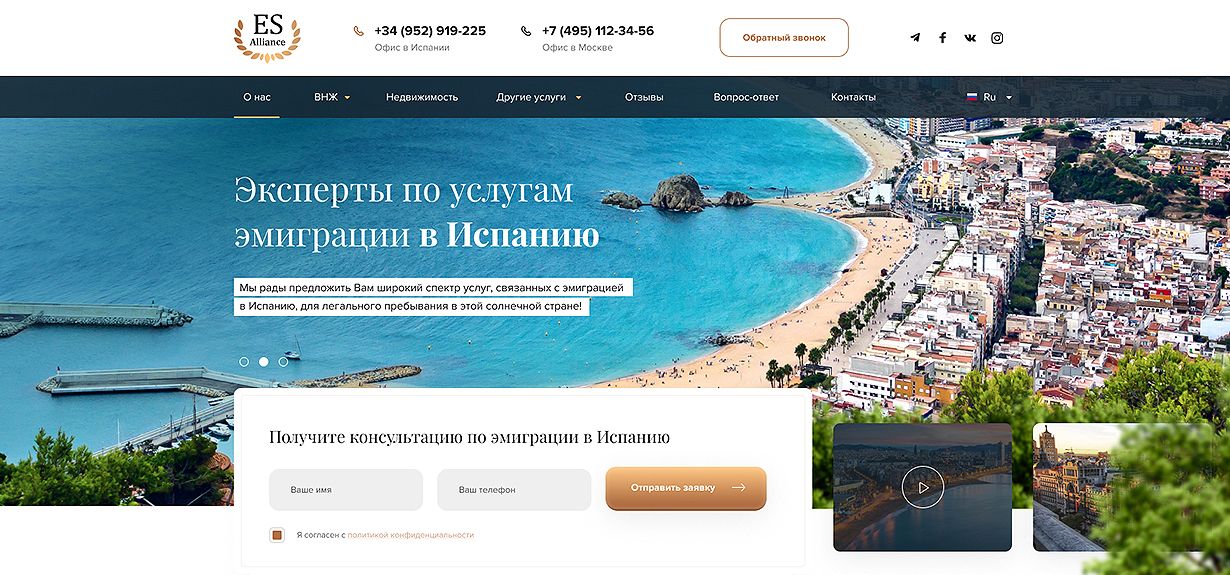 ES
Alliance
+34 (952) 919-225
Офис в Испании
+7 (495) 112-34-56
Офис в Москве
Обратный звонок
О нас
ВНЖ
Недвижимость
Другие услуги
Отзывы
Вопрос-ответ
Контакты
Ru
Эксперты по услугам
эмиграции в Испанию
Мы рады предложить Вам широкий спектр услуг, связанных с эмиграцией
в Испанию, для легального пребывания в этой солнечной стране!
Получите консультацию по эмиграции в Испанию
Ваше имя
Ваш телефон
Отправить заявку
Я согласен с политикой конфиденциальности